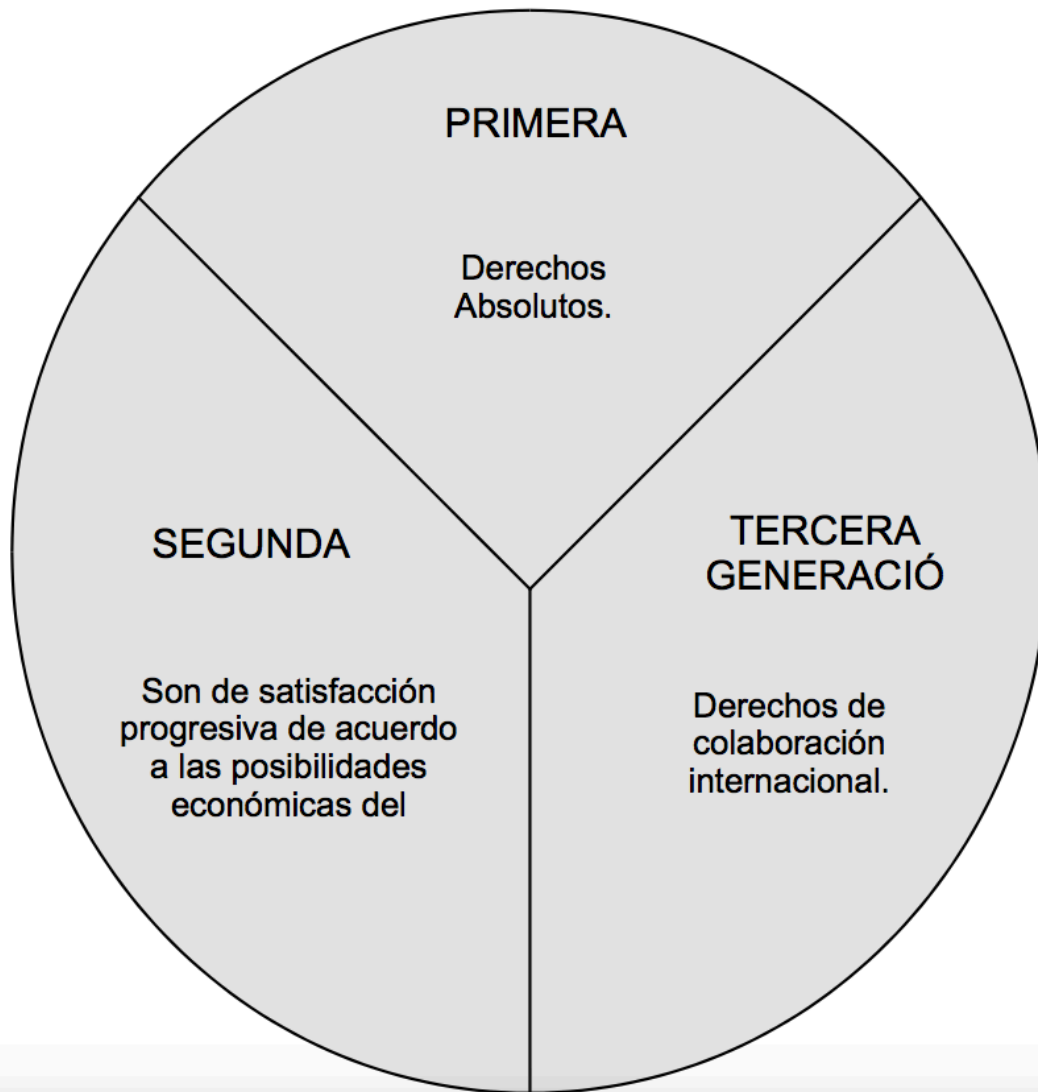 PRIMERA
Derechos
Absolutos.
SEGUNDA
Son de satisfacción
progresiva de acuerdo
a las posibilidades
económicas del
TERCERA
GENERACIÓ
Derechos de
colaboración
internacional.